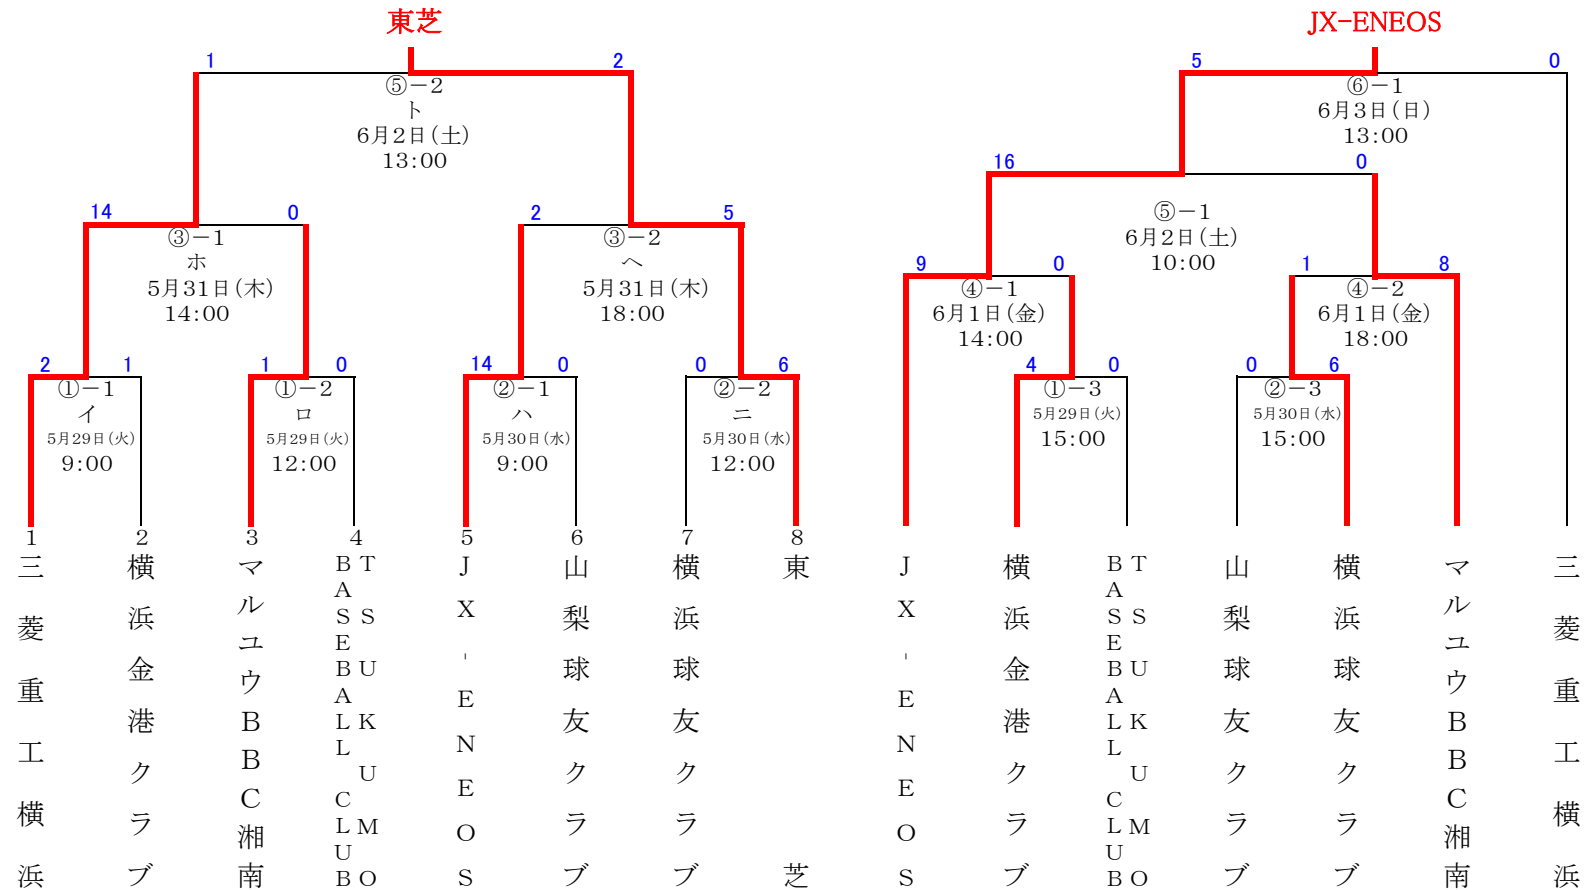 東芝
JX-ENEOS
1
2
5
0
⑤－2
ト
6月2日（土）
13：00
⑥－1
6月3日（日）
13：00
16
0
14
0
2
5
⑤－1
6月2日（土）
10：00
③－1
ホ
5月31日（木）
14：00
③－2
ヘ
5月31日（木）
18：00
9
0
1
8
④－1
6月1日（金）
14：00
④－2
6月1日（金）
18：00
2
1
1
0
14
0
0
6
4
0
0
6
①－1
イ
5月29日（火）
9：00
①－2
ロ
5月29日（火）
12：00
②－1
ハ
5月30日（水）
9：00
②－2
ニ
5月30日（水）
12：00
①－3
5月29日（火）
15：00
②－3
5月30日（水）
15：00
1
2
3
4
5
6
7
8
三菱重工横浜
横浜金港クラブ
マルユウBBC湘南
TSUKUMO
BASEBALL CLUB
JX-ENEOS
山梨球友クラブ
横浜球友クラブ
東芝
JX-ENEOS
横浜金港クラブ
TSUKUMO
BASEBALL CLUB
山梨球友クラブ
横浜球友クラブ
マルユウBBC湘南
三菱重工横浜